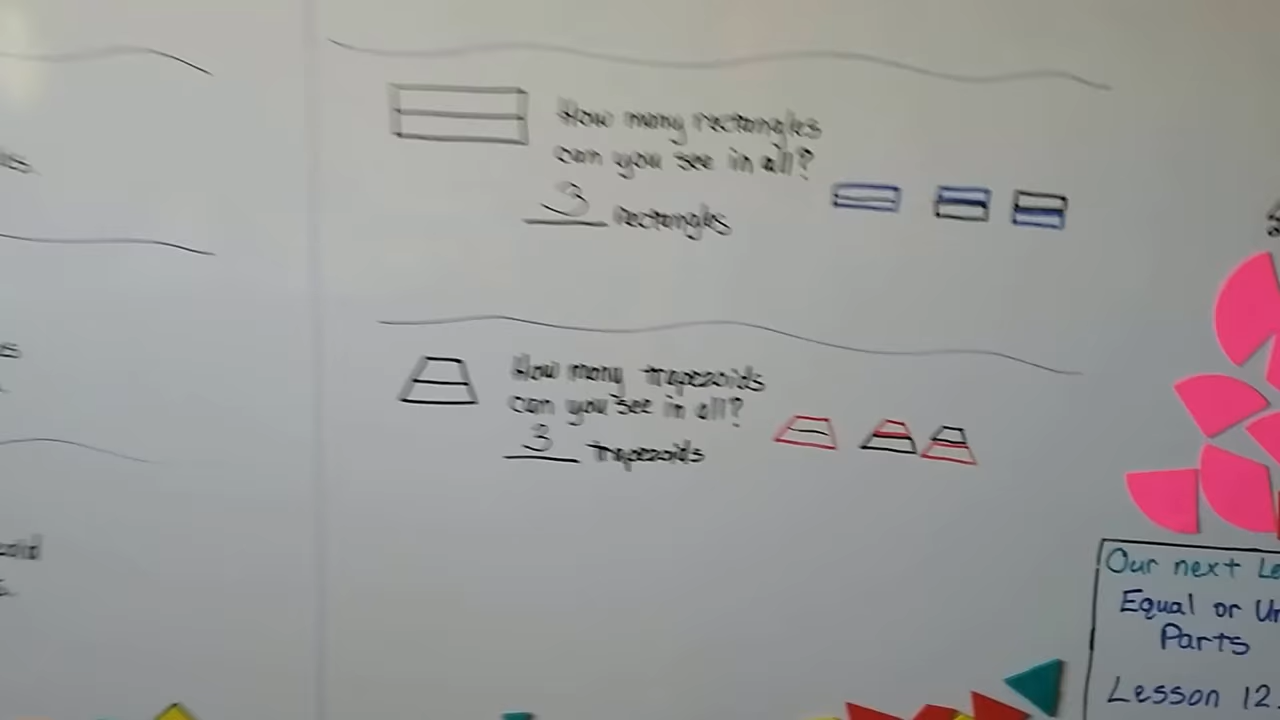 How many rectangles
can you see in all?
3 rectangles
How many trapezoids
can you see in all?
3 trapezoids
Our next
Equal or
Parts
Lesson 12.